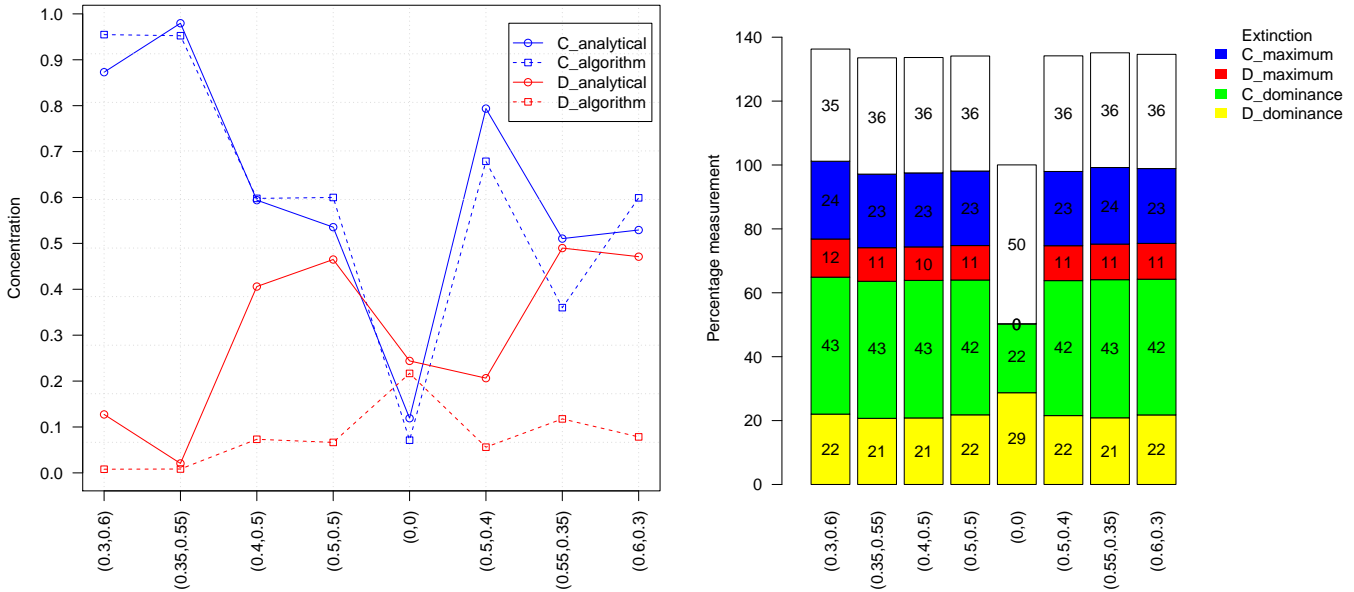 1.0
0.9
0.8
0.7
0.6
0.5
0.4
0.3
0.2
0.1
0.0
Concentration
C_analytical
C_algorithm
D_analytical
D_algorithm
(0.3,0.6)
(0.35,0.55)
(0.4,0.5)
(0.5,0.5)
(0,0)
(0.5,0.4)
(0.55,0.35)
(0.6,0.3)
140
120
100
80
60
40
20
0
Percentage measurement
35 36 36 36 50 36 36 36
24 23 23 23 0 23 24 23
12 11 10 11 11 11 11
43 43 43 42 22 42 43 42
22 21 21 22 29 22 21 22
(0.3,0.6)
(0.35,0.55)
(0.4,0.5)
(0.5,0.5)
(0,0)
(0.5,0.4)
(0.55,0.35)
(0.6,0.3)
Extinction
C_maximum
D_maximum
C_dominance
D_dominance